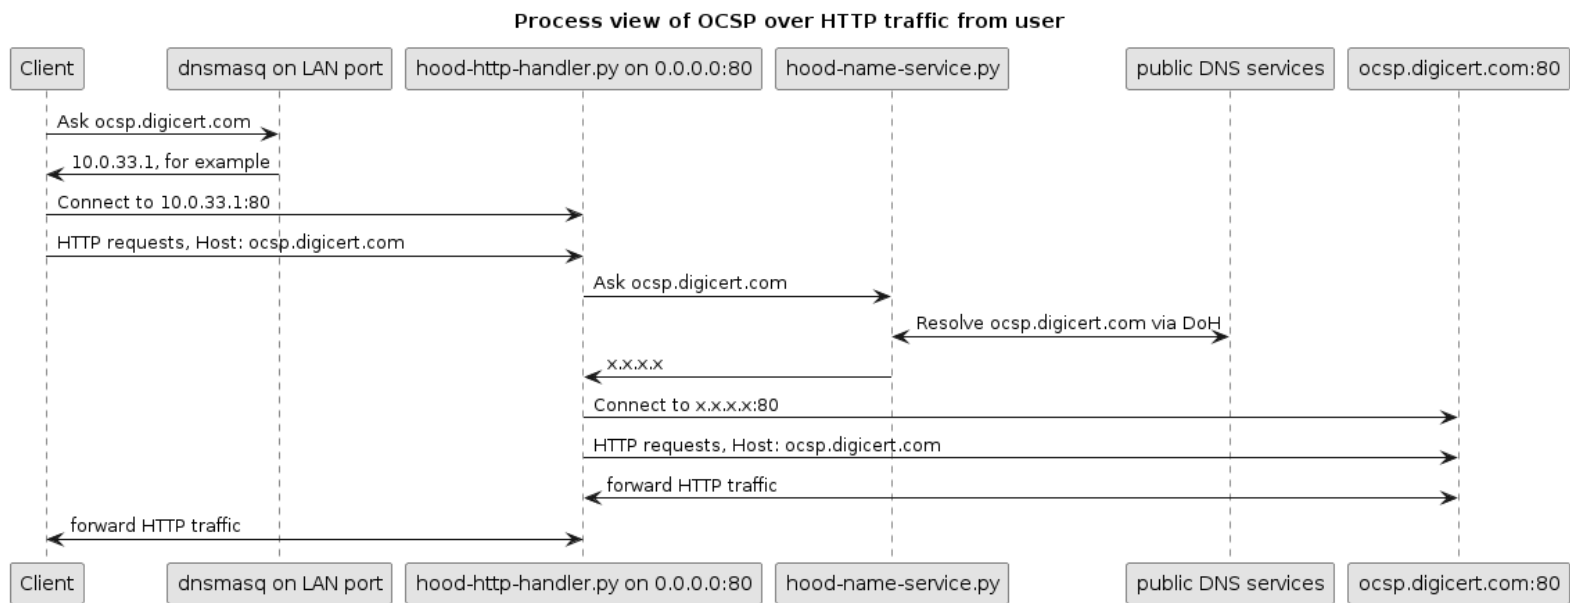 Process view of OCSP over HTTP traffic from user
Client
dnsmasq on LAN port
hood-http-handler.py on 0.0.0.0:80
hood-name-service.py
public DNS services
ocsp.digicert.com:80
Ask ocsp.digicert.com
10.0.33.1, for example
Connect to 10.0.33.1:80
HTTP requests, Host: ocsp.digicert.com
Ask ocsp.digicert.com
Resolve ocsp.digicert.com via DoH
x.x.x.x
Connect to x.x.x.x:80
HTTP requests, Host: ocsp.digicert.com
forward HTTP traffic
forward HTTP traffic
Client
dnsmasq on LAN port
hood-http-handler.py on 0.0.0.0:80
hood-name-service.py
public DNS services
ocsp.digicert.com:80